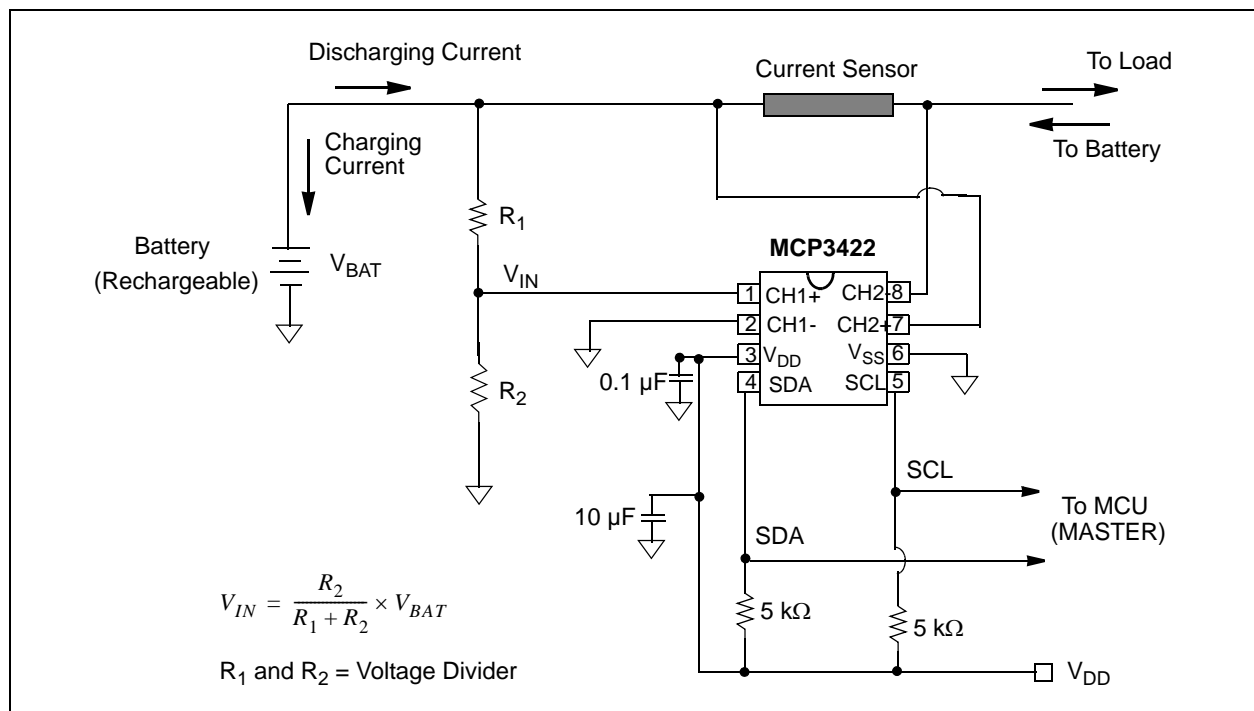 Discharging Current
Current Sensor
To Load
To Battery
Charging
Current
R1
Battery
(Rechargeable)
VBAT
VIN
MCP3422
1 CH1+
CH2- 8
2 CH1-
CH2+ 7
3 VDD
VSS 6
4 SDA
SCL 5
0.1 µF
R2
10 µF
SCL
To MCU
(MASTER)
SDA
5 kΩ
5 kΩ
VIN = R2 / (R1 + R2) × VBAT
R1 and R2 = Voltage Divider
VDD